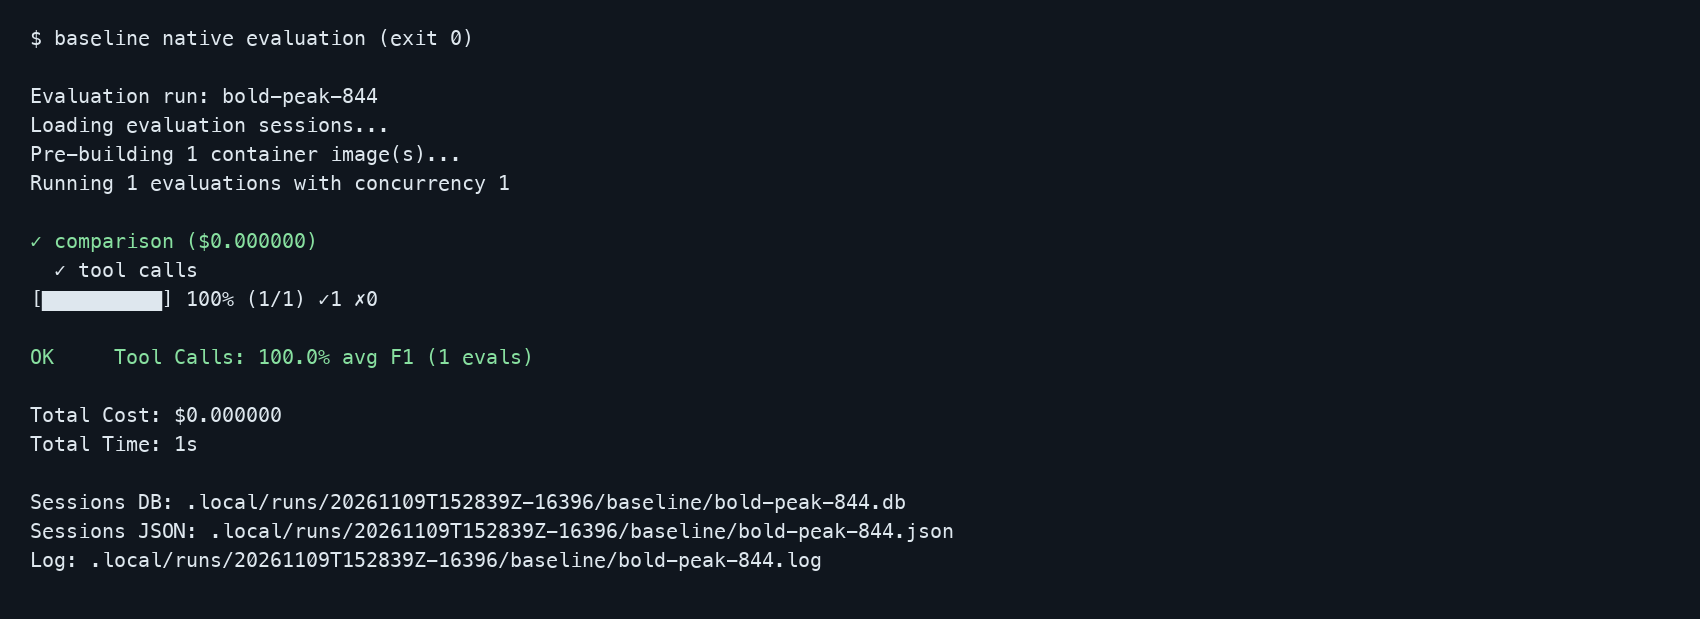 $ baseline native evaluation (exit 0)
Evaluation run: bold-peak-844
Loading evaluation sessions...
Pre-building 1 container image(s)...
Running 1 evaluations with concurrency 1
✓ comparison ($0.000000)
✓ tool calls
[██████████] 100% (1/1) ✓1 ✗0
OK     Tool Calls: 100.0% avg F1 (1 evals)
Total Cost: $0.000000
Total Time: 1s
Sessions DB: .local/runs/20261109T152839Z-16396/baseline/bold-peak-844.db
Sessions JSON: .local/runs/20261109T152839Z-16396/baseline/bold-peak-844.json
Log: .local/runs/20261109T152839Z-16396/baseline/bold-peak-844.log